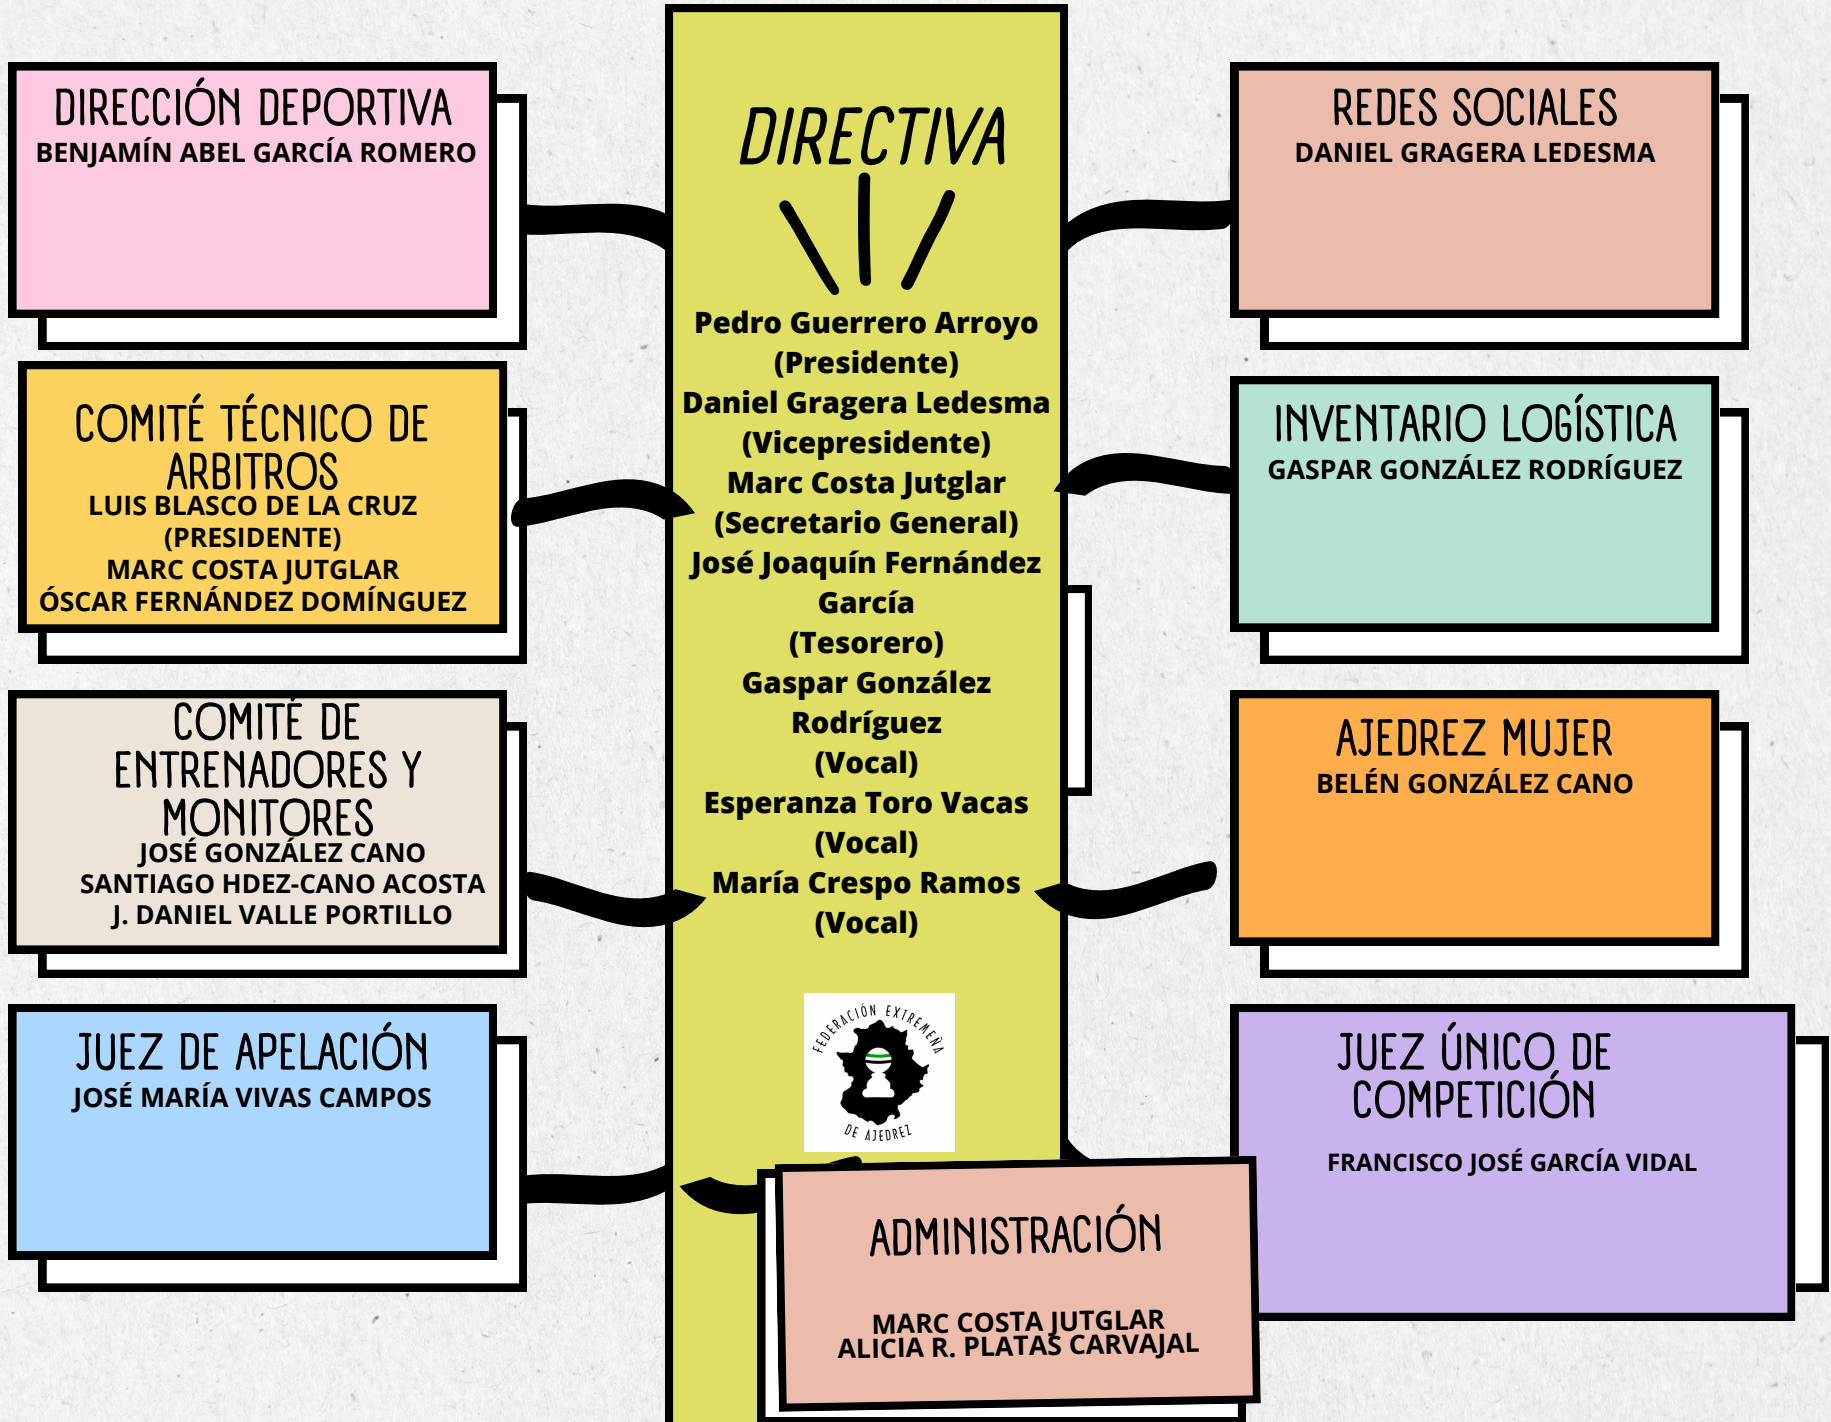 DIRECCIÓN DEPORTIVA
BENJAMÍN ABEL GARCÍA ROMERO
COMITÉ TÉCNICO DE
ARBITROS
LUIS BLASCO DE LA CRUZ
(PRESIDENTE)
MARC COSTA JUTGLAR
ÓSCAR FERNÁNDEZ DOMÍNGUEZ
COMITÉ DE
ENTRENADORES Y
MONITORES
JOSÉ GONZÁLEZ CANO
SANTIAGO HDEZ-CANO ACOSTA
J. DANIEL VALLE PORTILLO
JUEZ DE APELACIÓN
JOSÉ MARÍA VIVAS CAMPOS
DIRECTIVA
Pedro Guerrero Arroyo
(Presidente)
Daniel Gragera Ledesma
(Vicepresidente)
Marc Costa Jutglar
(Secretario General)
José Joaquín Fernández
García
(Tesorero)
Gaspar González
Rodríguez
(Vocal)
Esperanza Toro Vacas
(Vocal)
María Crespo Ramos
(Vocal)
FEDERACIÓN EXTREMEÑA
DE AJEDREZ
ADMINISTRACIÓN
MARC COSTA JUTGLAR
ALICIA R. PLATAS CARVAJAL
REDES SOCIALES
DANIEL GRAGERA LEDESMA
INVENTARIO LOGÍSTICA
GASPAR GONZÁLEZ RODRÍGUEZ
AJEDREZ MUJER
BELÉN GONZÁLEZ CANO
JUEZ ÚNICO DE
COMPETICIÓN
FRANCISCO JOSÉ GARCÍA VIDAL